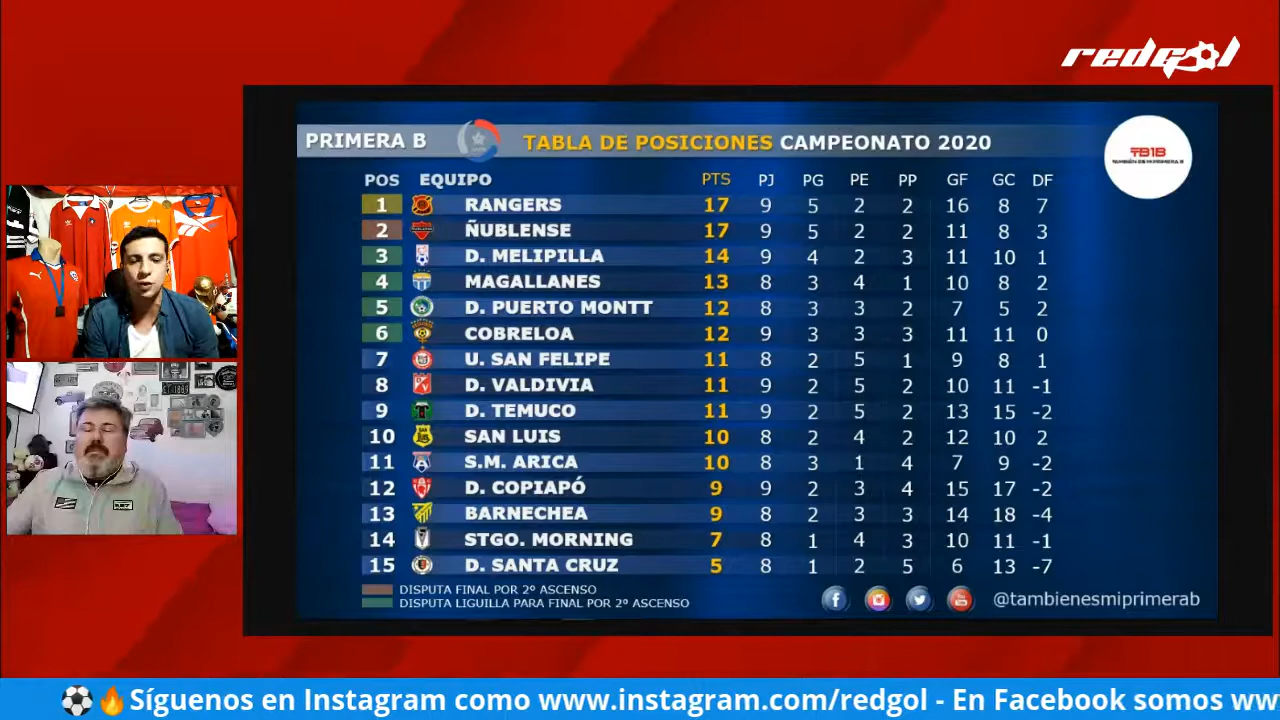 redgol
PRIMERA B TABLA DE POSICIONES CAMPEONATO 2020
TB1B
TAMBIÉN ES MI PRIMERA B
POS EQUIPO PTS PJ PG PE PP GF GC DF
1 RANGERS 17 9 5 2 2 16 8 7
2 ÑUBLENSE 17 9 5 2 2 11 8 3
3 D. MELIPILLA 14 9 4 2 3 11 10 1
4 MAGALLANES 13 8 3 4 1 10 8 2
5 D. PUERTO MONTT 12 8 3 3 2 7 5 2
6 COBRELOA 12 9 3 3 3 11 11 0
7 U. SAN FELIPE 11 8 2 5 1 9 8 1
8 D. VALDIVIA 11 9 2 5 2 10 11 -1
9 D. TEMUCO 11 9 2 5 2 13 15 -2
10 SAN LUIS 10 8 2 4 2 12 10 2
11 S.M. ARICA 10 8 3 1 4 7 9 -2
12 D. COPIAPÓ 9 9 2 3 4 15 17 -2
13 BARNECHEA 9 8 2 3 3 14 18 -4
14 STGO. MORNING 7 8 1 4 3 10 11 -1
15 D. SANTA CRUZ 5 8 1 2 5 6 13 -7
DISPUTA FINAL POR 2º ASCENSO
DISPUTA LIGUILLA PARA FINAL POR 2º ASCENSO
@tambienesmiprimerab
Síguenos en Instagram como www.instagram.com/redgol - En Facebook somos ww